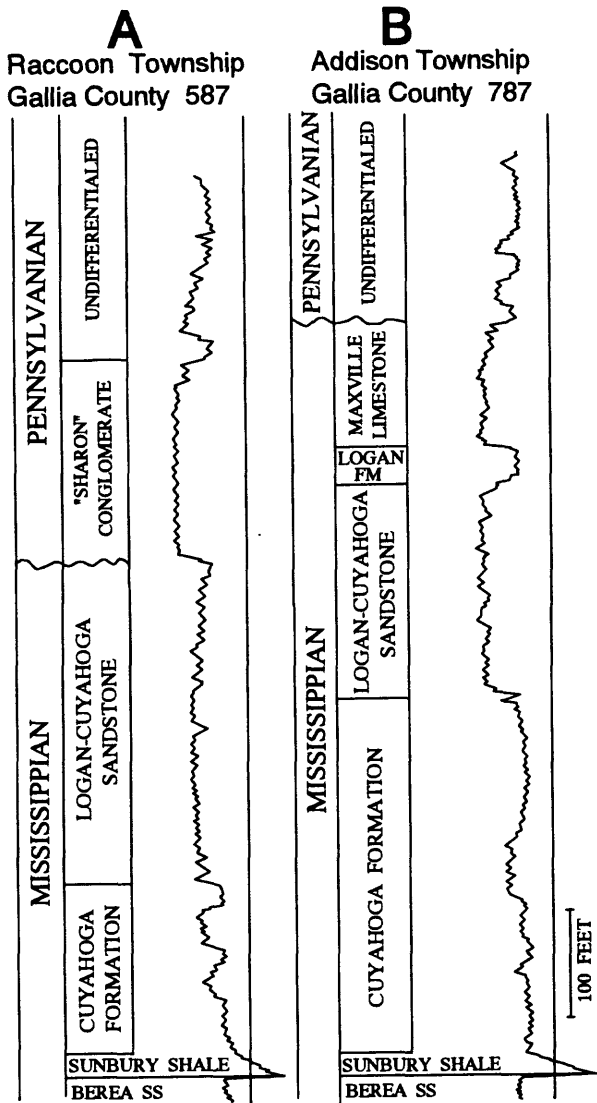 A
Raccoon Township
Gallia County 587
PENNSYLVANIAN
UNDIFFERENTIALED
"SHARON"
CONGLOMERATE
MISSISSIPPIAN
LOGAN-CUYAHOGA
SANDSTONE
CUYAHOGA
FORMATION
SUNBURY SHALE
BEREA SS
B
Addison Township
Gallia County 787
PENNSYLVANIAN
UNDIFFERENTIALED
MISSISSIPPIAN
MAXVILLE
LIMESTONE
LOGAN
FM
LOGAN-CUYAHOGA
SANDSTONE
CUYAHOGA FORMATION
SUNBURY SHALE
BEREA SS
100 FEET